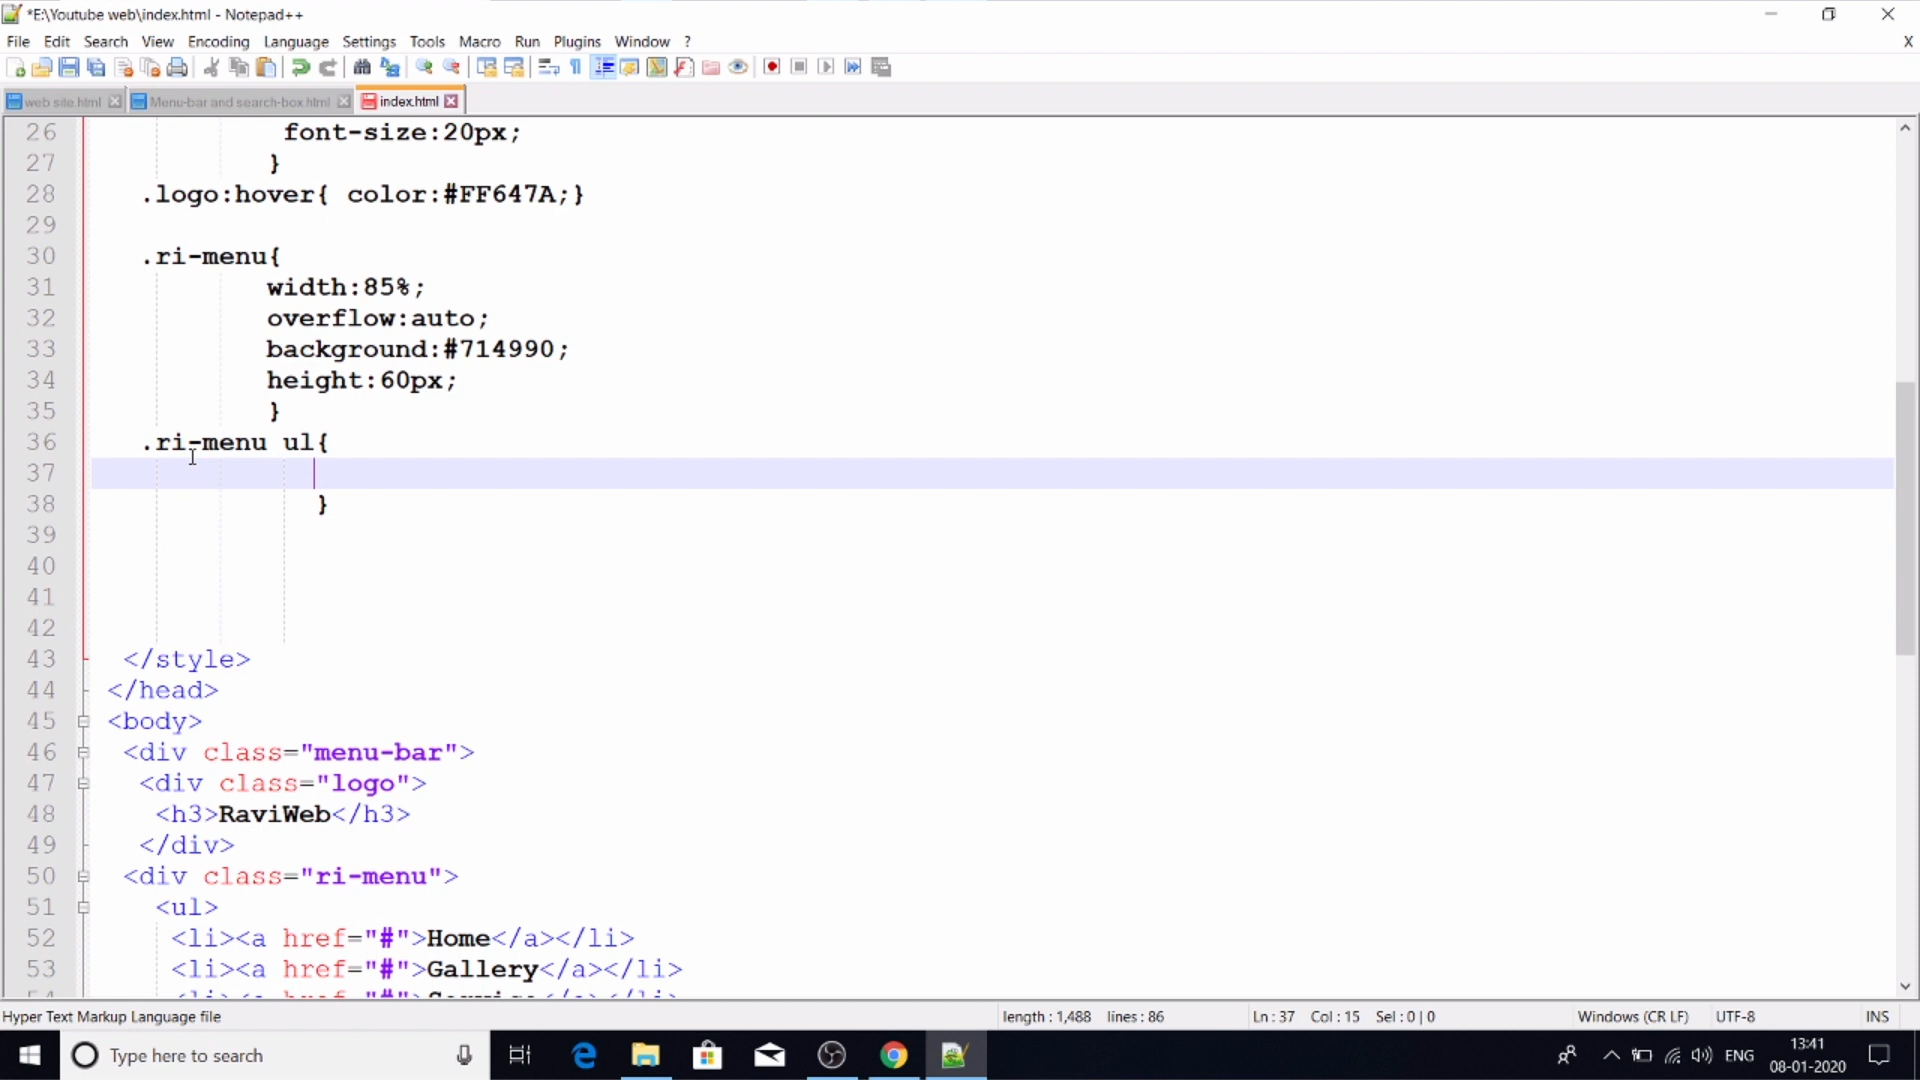 *E:\Youtube web\index.html - Notepad++
File Edit Search View Encoding Language Settings Tools Macro Run Plugins Window ? X
web site.html Menu-bar and search-box.html index.html
26 font-size:20px;
27 }
28 .logo:hover{ color:#FF647A;}
29
30 .ri-menu{
31 width:85%;
32 overflow:auto;
33 background:#714990;
34 height:60px;
35 }
36 .ri-menu ul{
37
38 }
39
40
41
42
43 </style>
44 </head>
45 <body>
46 <div class="menu-bar">
47 <div class="logo">
48 <h3>RaviWeb</h3>
49 </div>
50 <div class="ri-menu">
51 <ul>
52 <li><a href="#">Home</a></li>
53 <li><a href="#">Gallery</a></li>
Hyper Text Markup Language file length : 1,488 lines : 86 Ln : 37 Col : 15 Sel : 0 | 0 Windows (CR LF) UTF-8 INS
Type here to search ENG 13:41
08-01-2020